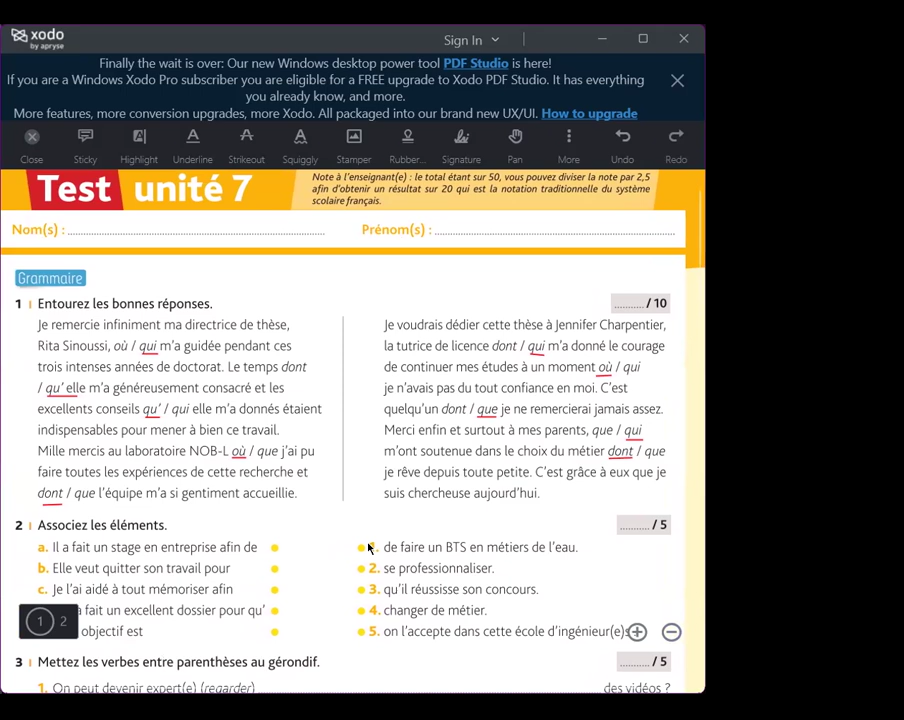 xodo
by apryse
Sign In
Finally the wait is over: Our new Windows desktop power tool PDF Studio is here!
If you are a Windows Xodo Pro subscriber you are eligible for a FREE upgrade to Xodo PDF Studio. It has everything
you already know, and more.
More features, more conversion upgrades, more Xodo. All packaged into our brand new UX/UI. How to upgrade
Close Sticky Highlight Underline Strikeout Squiggly Stamper Rubber... Signature Pan More Undo Redo
Test unité 7
Note à l'enseignant(e) : le total étant sur 50, vous pouvez diviser la note par 2,5
afin d'obtenir un résultat sur 20 qui est la notation traditionnelle du système
scolaire français.
Nom(s) : Prénom(s) :
Grammaire
1 | Entourez les bonnes réponses. .......... / 10
Je remercie infiniment ma directrice de thèse,
Rita Sinoussi, où / qui m'a guidée pendant ces
trois intenses années de doctorat. Le temps dont
/ qu' elle m'a généreusement consacré et les
excellents conseils qu' / qui elle m'a donnés étaient
indispensables pour mener à bien ce travail.
Mille mercis au laboratoire NOB-L où / que j'ai pu
faire toutes les expériences de cette recherche et
dont / que l'équipe m'a si gentiment accueillie.
Je voudrais dédier cette thèse à Jennifer Charpentier,
la tutrice de licence dont / qui m'a donné le courage
de continuer mes études à un moment où / qui
je n'avais pas du tout confiance en moi. C'est
quelqu'un dont / que je ne remercierai jamais assez.
Merci enfin et surtout à mes parents, que / qui
m'ont soutenue dans le choix du métier dont / que
je rêve depuis toute petite. C'est grâce à eux que je
suis chercheuse aujourd'hui.
2 | Associez les éléments. .......... / 5
a. Il a fait un stage en entreprise afin de
b. Elle veut quitter son travail pour
c. Je l'ai aidé à tout mémoriser afin
a fait un excellent dossier pour qu'
objectif est
de faire un BTS en métiers de l'eau.
2. se professionnaliser.
3. qu'il réussisse son concours.
4. changer de métier.
5. on l'accepte dans cette école d'ingénieur(e)s
1 2
3 | Mettez les verbes entre parenthèses au gérondif. .......... / 5
1. On peut devenir expert(e) (regarder) des vidéos ?